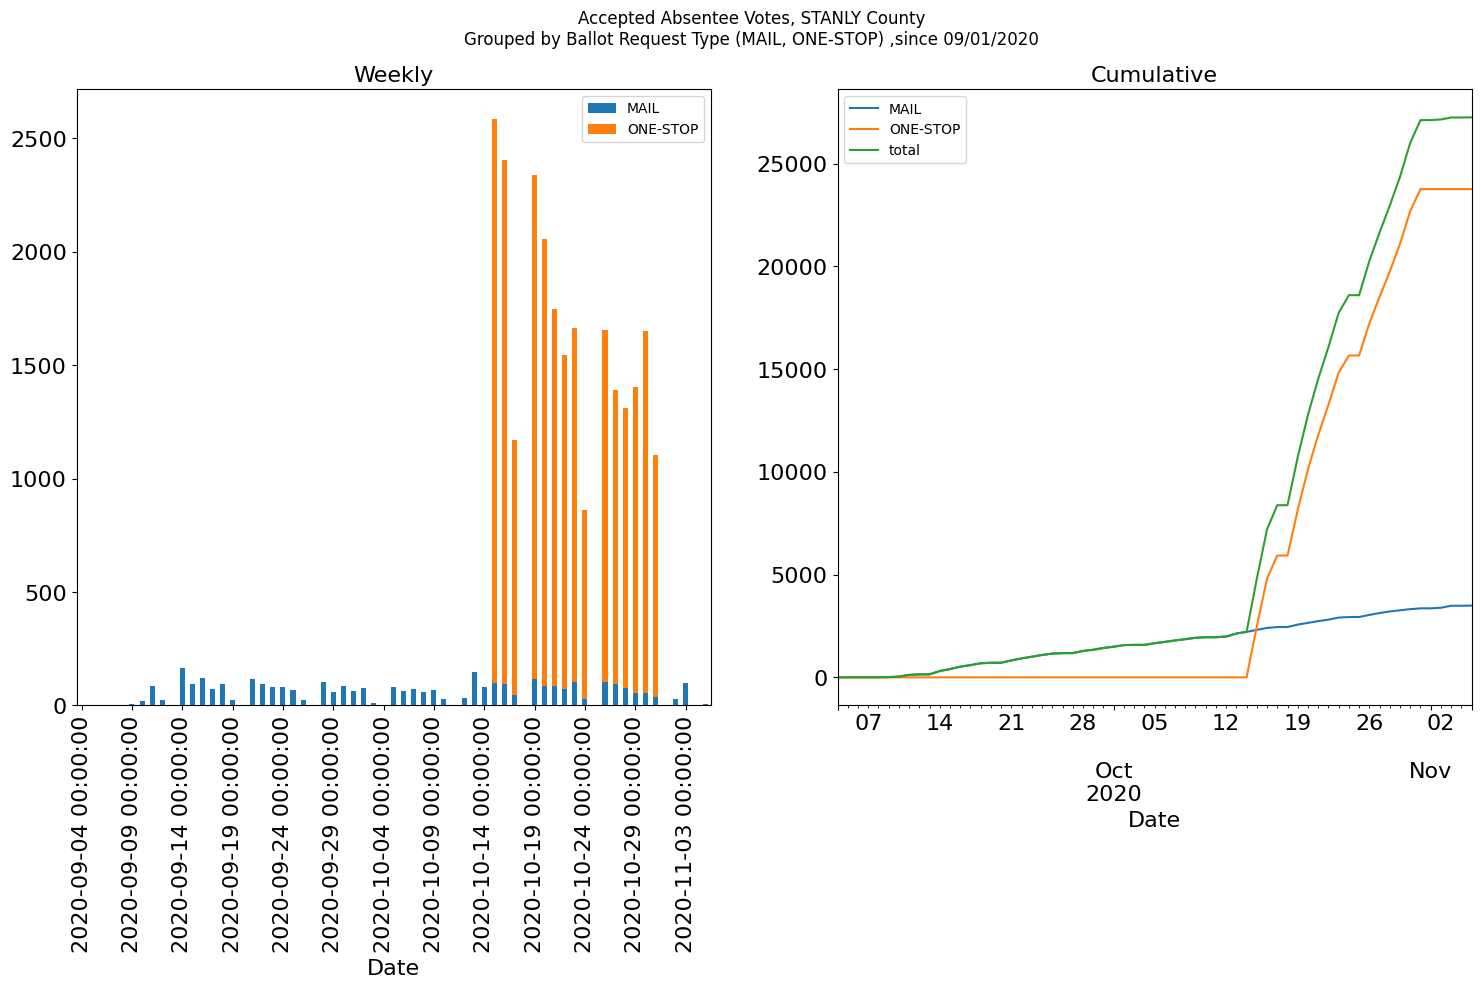 Accepted Absentee Votes, STANLY County
Grouped by Ballot Request Type (MAIL, ONE-STOP) ,since 09/01/2020
Weekly
MAIL
ONE-STOP
2500
2000
1500
1000
500
0
2020-09-04 00:00:00
2020-09-09 00:00:00
2020-09-14 00:00:00
2020-09-19 00:00:00
2020-09-24 00:00:00
2020-09-29 00:00:00
2020-10-04 00:00:00
2020-10-09 00:00:00
2020-10-14 00:00:00
2020-10-19 00:00:00
2020-10-24 00:00:00
2020-10-29 00:00:00
2020-11-03 00:00:00
Date
Cumulative
MAIL
ONE-STOP
total
25000
20000
15000
10000
5000
0
07 14 21 28 05 12 19 26 02
Oct Nov
2020
Date